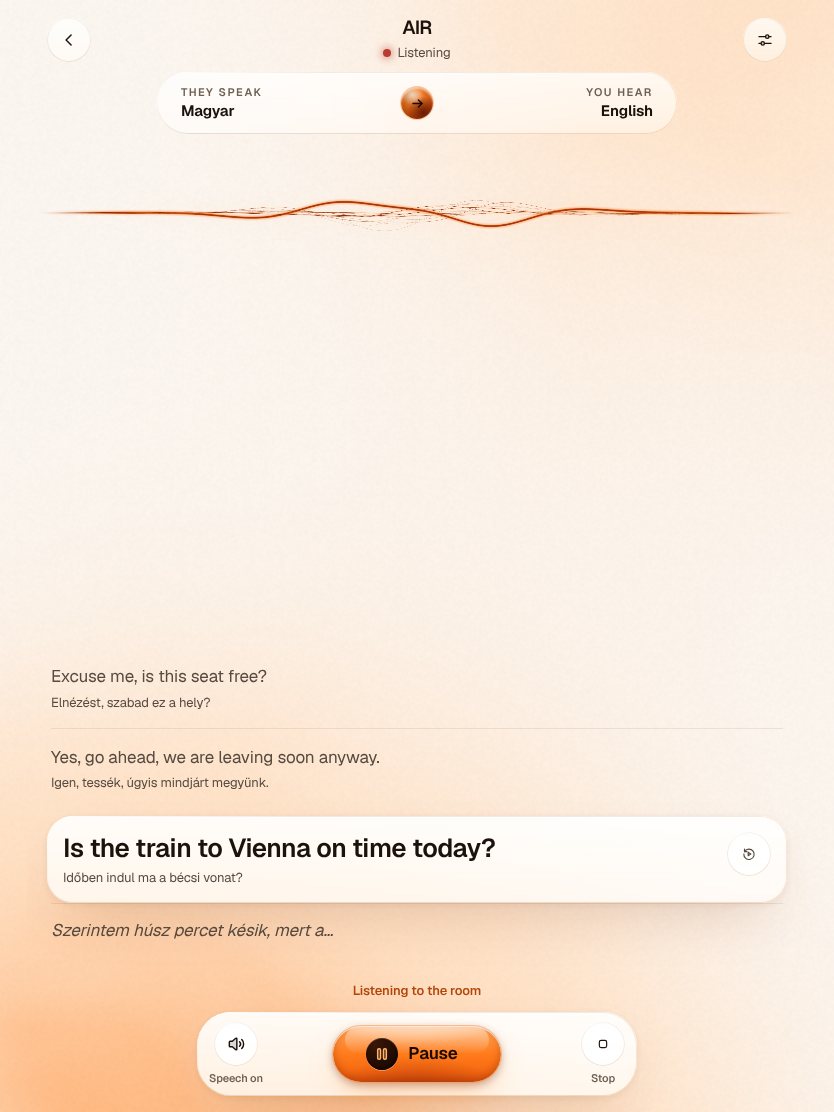 AIR
Listening
THEY SPEAK
Magyar
YOU HEAR
English
Excuse me, is this seat free?
Elnézést, szabad ez a hely?
Yes, go ahead, we are leaving soon anyway.
Igen, tessék, úgyis mindjárt megyünk.
Is the train to Vienna on time today?
Időben indul ma a bécsi vonat?
Szerintem húsz percet késik, mert a…
Listening to the room
Speech on
Pause
Stop